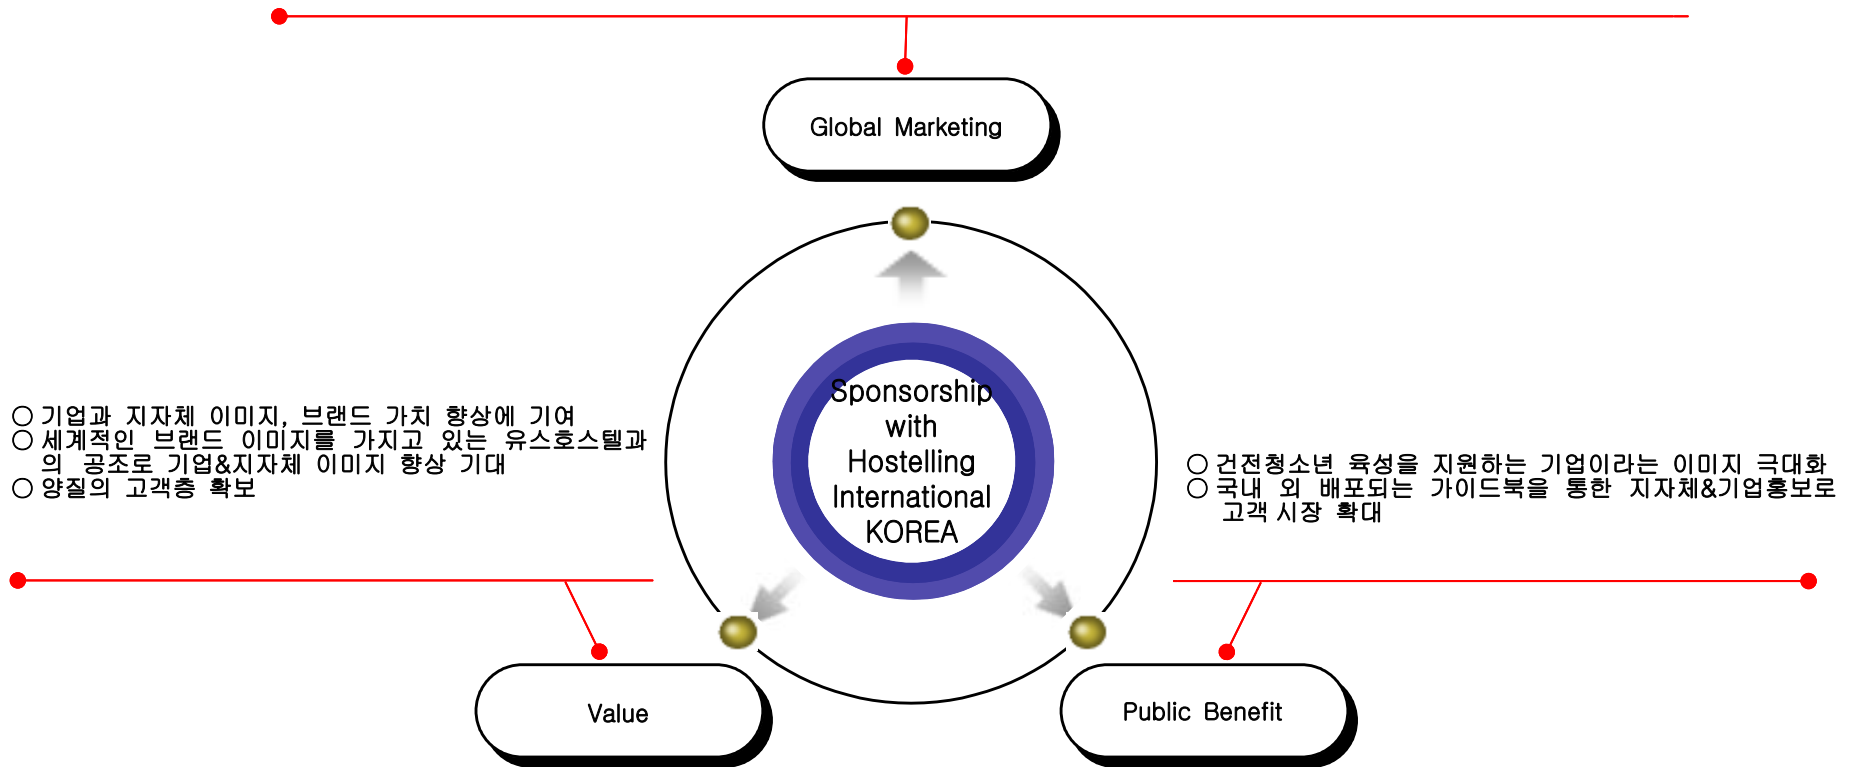 Global Marketing
Sponsorship
with
Hostelling
International
KOREA
○ 기업과 지자체 이미지, 브랜드 가치 향상에 기여
○ 세계적인 브랜드 이미지를 가지고 있는 유스호스텔과
의 공조로 기업&지자체 이미지 향상 기대
○ 양질의 고객층 확보
○ 건전청소년 육성을 지원하는 기업이라는 이미지 극대화
○ 국내 외 배포되는 가이드북을 통한 지자체&기업홍보로
고객 시장 확대
Value
Public Benefit